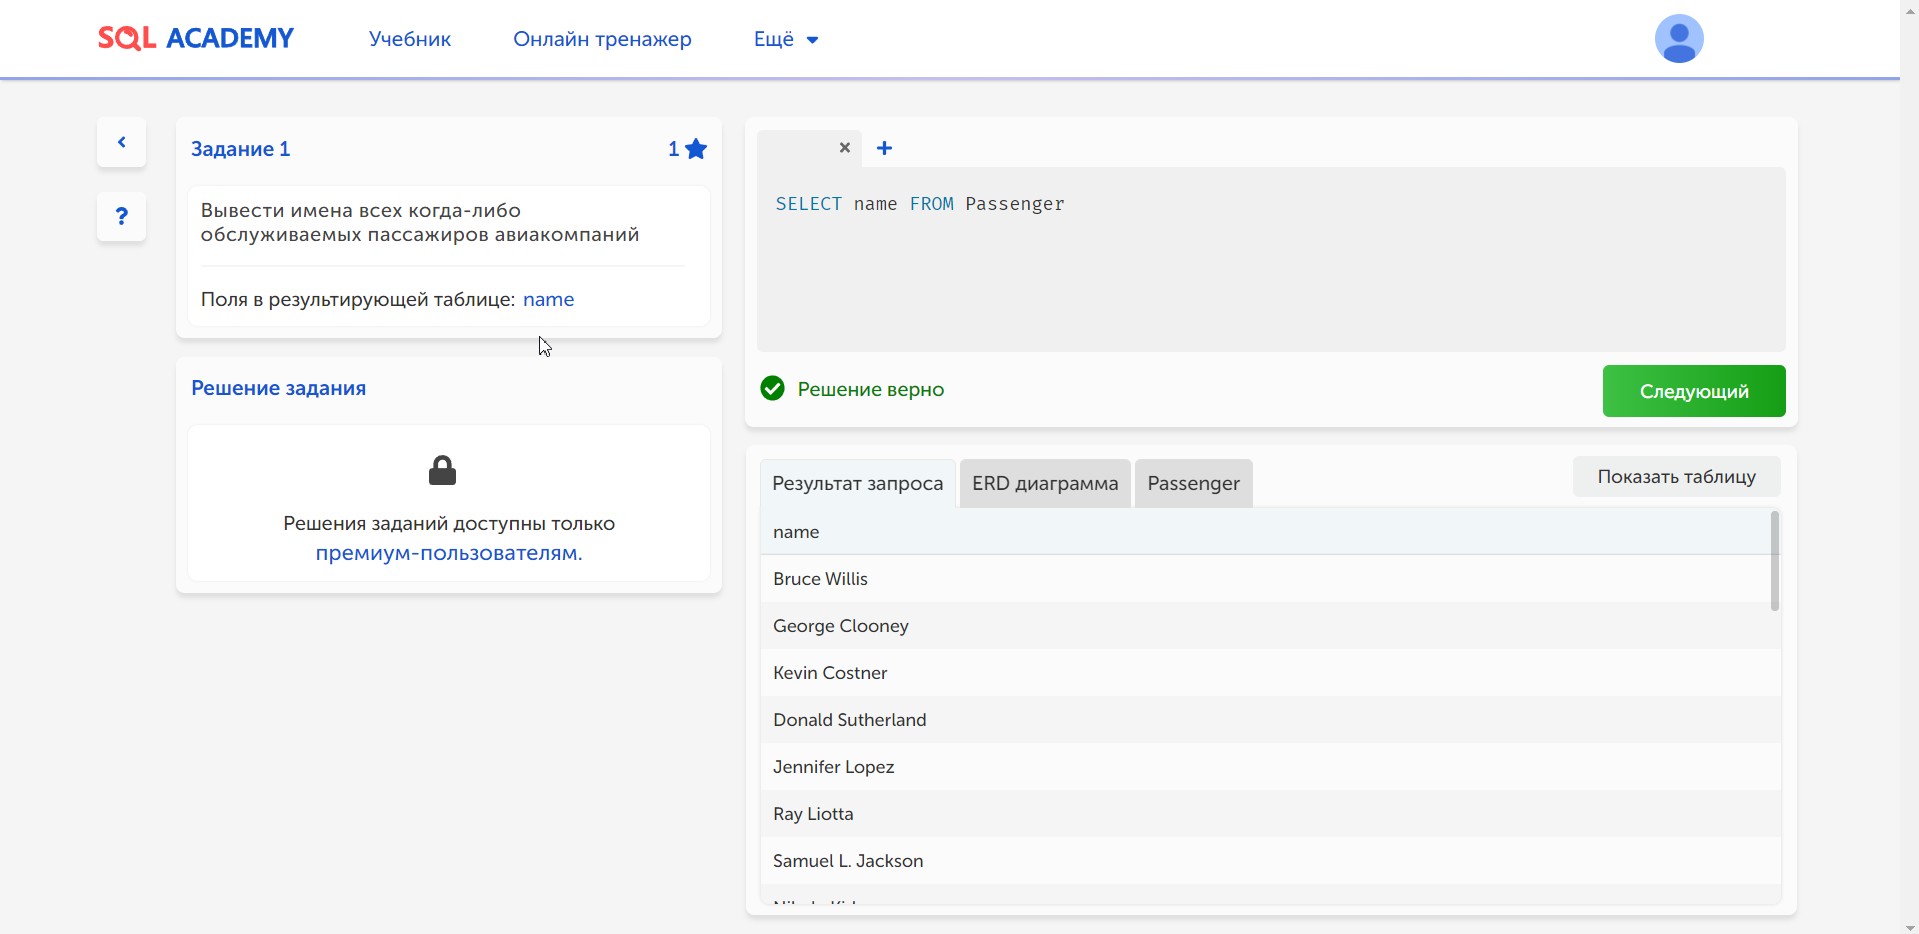 SQL ACADEMY
Учебник
Онлайн тренажер
Ещё
Задание 1
1
Вывести имена всех когда-либо
обслуживаемых пассажиров авиакомпаний
Поля в результирующей таблице: name
Решение задания
Решения заданий доступны только
премиум-пользователям.
SELECT name FROM Passenger
Решение верно
Следующий
Результат запроса
ERD диаграмма
Passenger
Показать таблицу
name
Bruce Willis
George Clooney
Kevin Costner
Donald Sutherland
Jennifer Lopez
Ray Liotta
Samuel L. Jackson